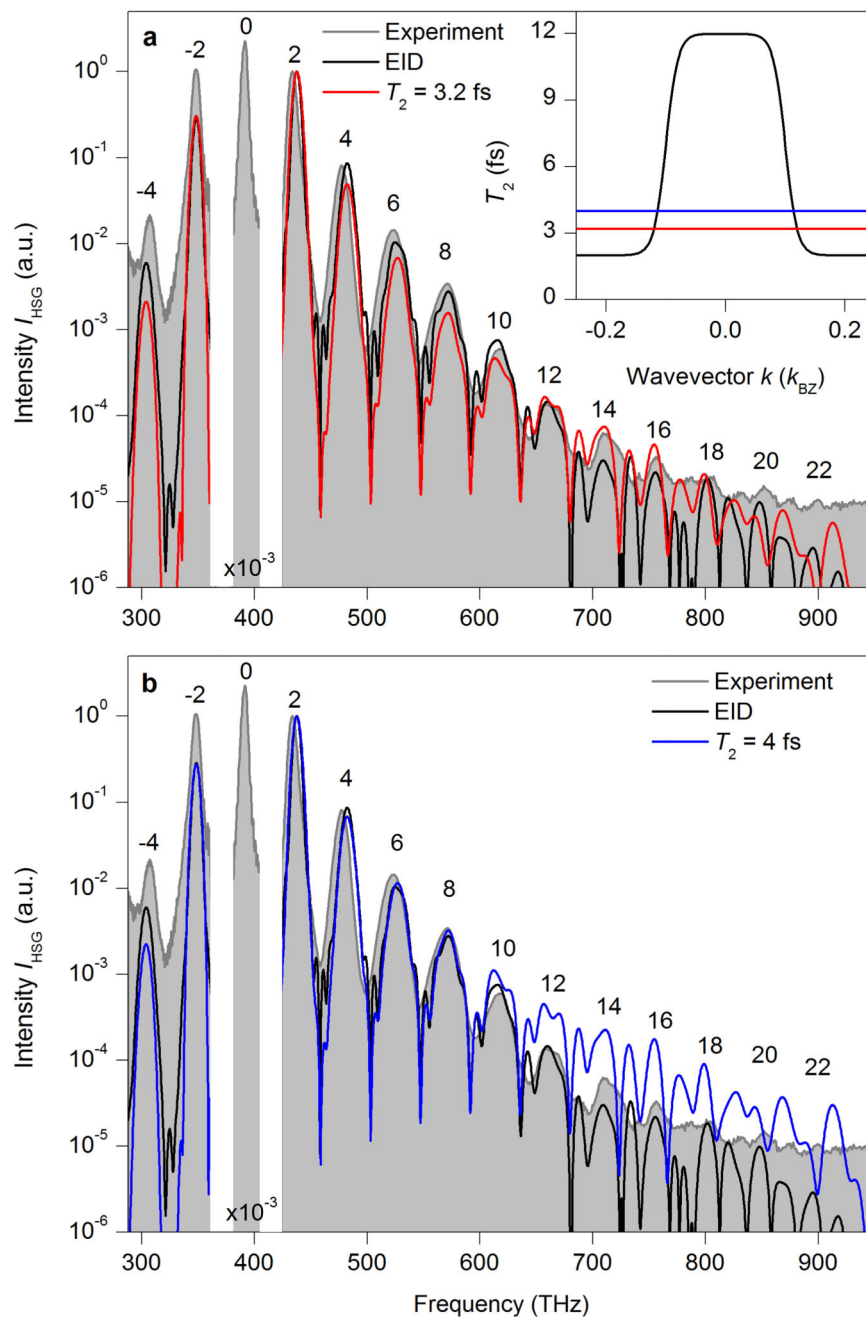 a
-4
-2
0
2
4
6
8
10
12
14
16
18
20
22
Experiment
EID
T₂ = 3.2 fs
Intensity I_HSG (a.u.)
10⁰
10⁻¹
10⁻²
10⁻³
10⁻⁴
10⁻⁵
10⁻⁶
x10⁻³
300 400 500 600 700 800 900
T₂ (fs)
12
9
6
3
0
-0.2 0.0 0.2
Wavevector k (k_BZ)
b
-4
-2
0
2
4
6
8
10
12
14
16
18
20
22
Experiment
EID
T₂ = 4 fs
Intensity I_HSG (a.u.)
10⁰
10⁻¹
10⁻²
10⁻³
10⁻⁴
10⁻⁵
10⁻⁶
x10⁻³
300 400 500 600 700 800 900
Frequency (THz)